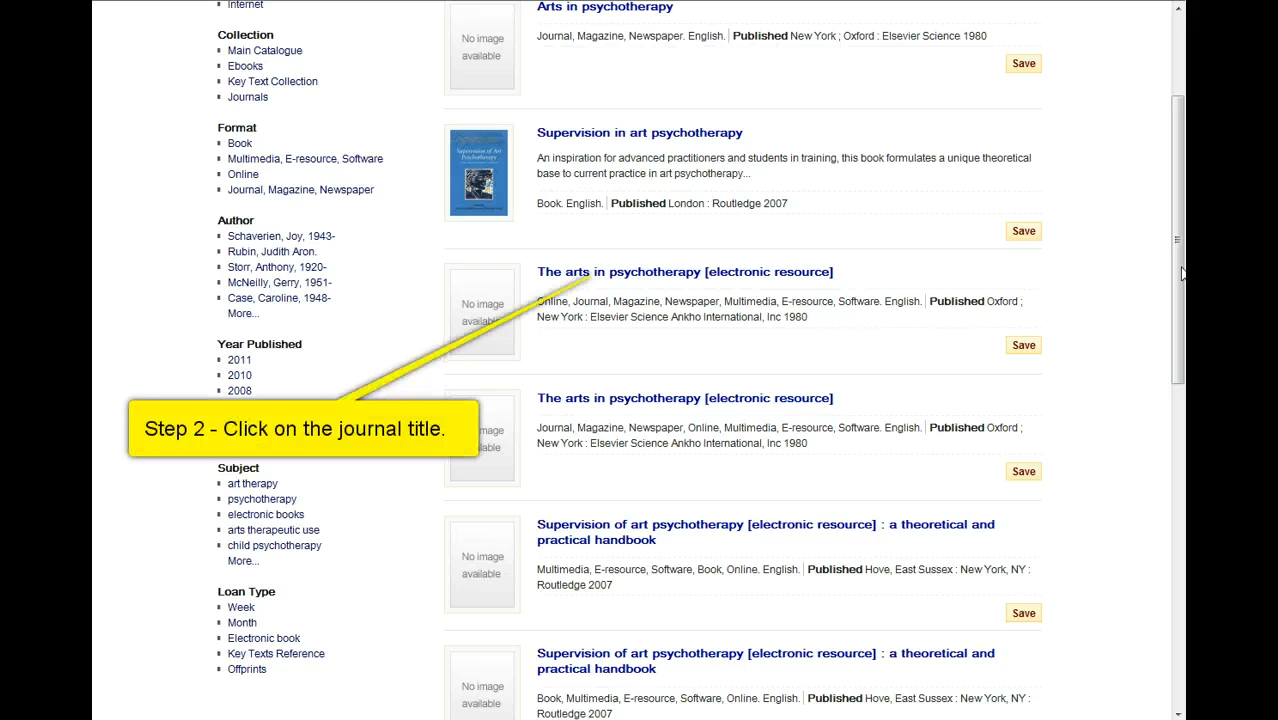 Internet
Collection
Main Catalogue
Ebooks
Key Text Collection
Journals
Format
Book
Multimedia, E-resource, Software
Online
Journal, Magazine, Newspaper
Author
Schaverien, Joy, 1943-
Rubin, Judith Aron.
Storr, Anthony, 1920-
McNeilly, Gerry, 1951-
Case, Caroline, 1948-
More...
Year Published
2011
2010
2008
Step 2 - Click on the journal title.
Subject
art therapy
psychotherapy
electronic books
arts therapeutic use
child psychotherapy
More...
Loan Type
Week
Month
Electronic book
Key Texts Reference
Offprints
No image
available
Arts in psychotherapy
Journal, Magazine, Newspaper. English. Published New York ; Oxford : Elsevier Science 1980
Save
Supervision of Art
Psychotherapy
Supervision in art psychotherapy
An inspiration for advanced practitioners and students in training, this book formulates a unique theoretical
base to current practice in art psychotherapy...
Book. English. Published London : Routledge 2007
Save
No image
available
The arts in psychotherapy [electronic resource]
Online, Journal, Magazine, Newspaper, Multimedia, E-resource, Software. English. Published Oxford ;
New York : Elsevier Science Ankho International, Inc 1980
Save
The arts in psychotherapy [electronic resource]
Journal, Magazine, Newspaper, Online, Multimedia, E-resource, Software. English. Published Oxford ;
New York : Elsevier Science Ankho International, Inc 1980
Save
No image
available
Supervision of art psychotherapy [electronic resource] : a theoretical and
practical handbook
Multimedia, E-resource, Software, Book, Online. English. Published Hove, East Sussex : New York, NY :
Routledge 2007
Save
No image
available
Supervision of art psychotherapy [electronic resource] : a theoretical and
practical handbook
Book, Multimedia, E-resource, Software, Online. English. Published Hove, East Sussex : New York, NY :
Routledge 2007